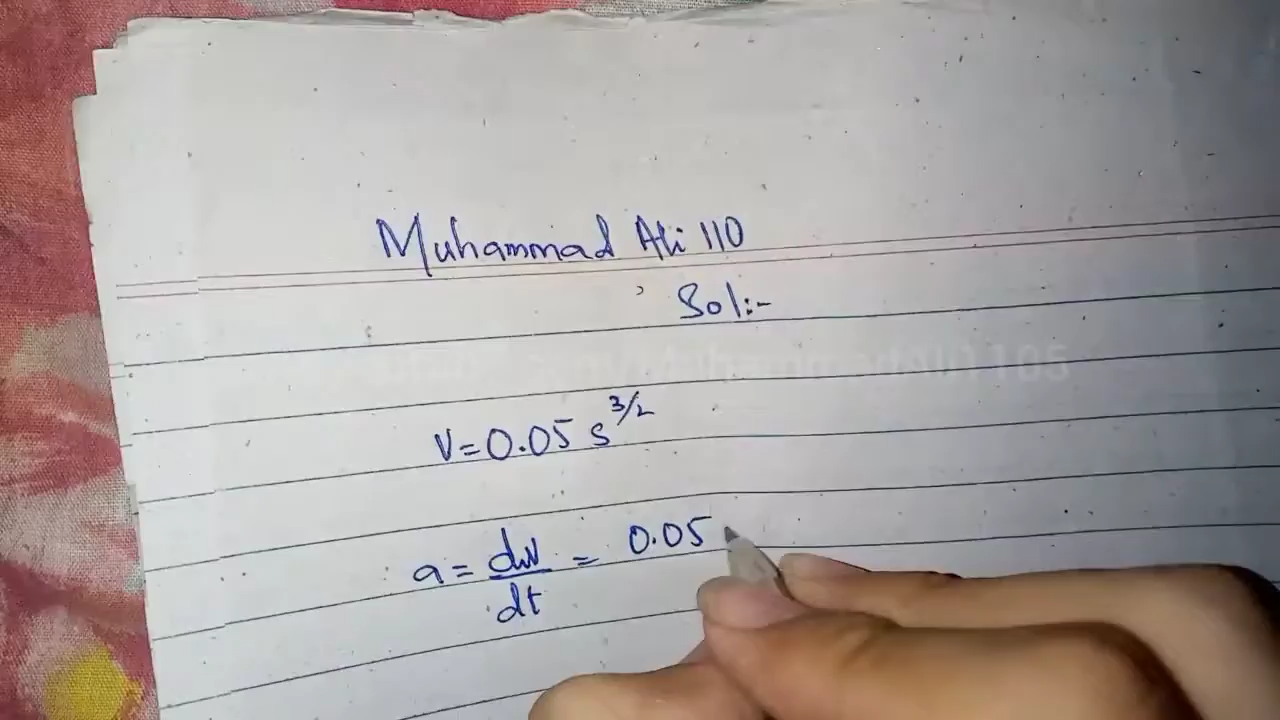 Muhammad Ali 110
Sol:-
V=0.05 s^3/2
a = dv/dt = 0.05